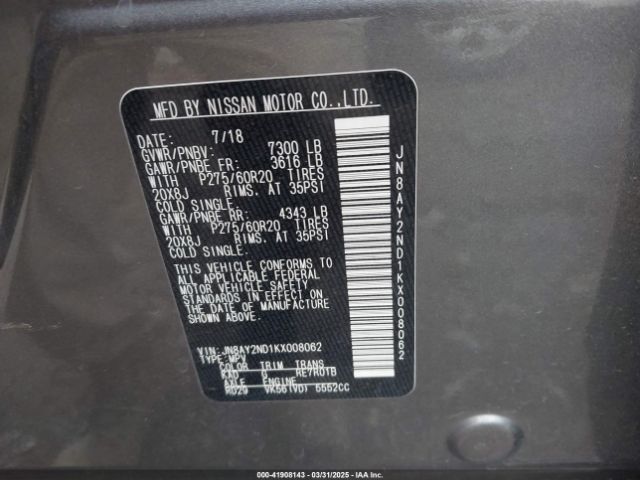 MFD BY NISSAN MOTOR CO.,LTD.
DATE: 7/18
GVWR/PNBV: 7300 LB
GAWR/PNBE FR: 3616 LB
WITH P275/60R20 TIRES
20X8J RIMS. AT 35PSI
COLD SINGLE.
GAWR/PNBE RR: 4343 LB
WITH P275/60R20 TIRES
20X8J RIMS. AT 35PSI
COLD SINGLE.
THIS VEHICLE CONFORMS TO
ALL APPLICABLE FEDERAL
MOTOR VEHICLE SAFETY
STANDARDS IN EFFECT ON
THE DATE OF MANUFACTURE
SHOWN ABOVE.
VIN: JN8AY2ND1KX008062
TYPE: MPV
COLOR TRIM TRANS
KAD RE7R01B
AXLE ENGINE
RD29 VK56(VD) 5552CC
JN8AY2ND1KX008062
000-41908143 - 03/31/2025 - IAA Inc.